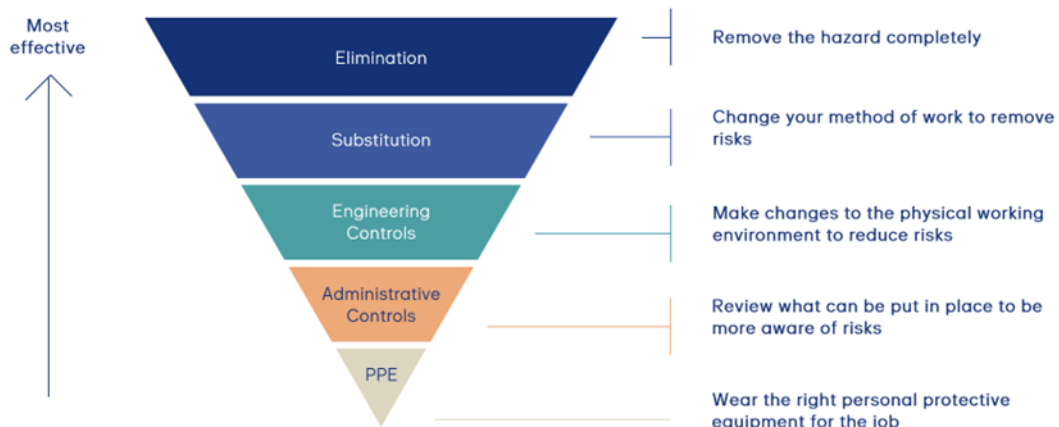 Most
effective
Elimination
Remove the hazard completely
Substitution
Change your method of work to remove
risks
Engineering
Controls
Make changes to the physical working
environment to reduce risks
Administrative
Controls
Review what can be put in place to be
more aware of risks
PPE
Wear the right personal protective
equipment for the job